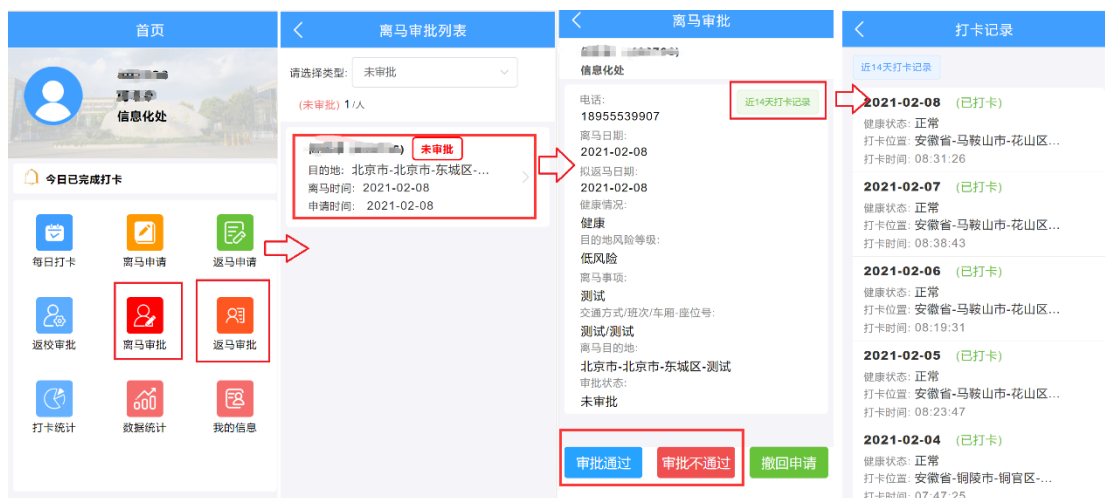 首页
信息化处
今日已完成打卡
每日打卡
离马申请
返马申请
返校审批
离马审批
返马审批
打卡统计
数据统计
我的信息
离马审批列表
请选择类型:
未审批
(未审批) 1/人
未审批
目的地: 北京市-北京市-东城区-...
离马时间: 2021-02-08
申请时间: 2021-02-08
离马审批
信息化处
电话:
近14天打卡记录
18955539907
离马日期:
2021-02-08
拟返马日期:
2021-02-08
健康情况:
健康
目的地风险等级:
低风险
离马事项:
测试
交通方式/班次/车厢-座位号:
测试/测试
离马目的地:
北京市-北京市-东城区-测试
审批状态:
未审批
审批通过
审批不通过
撤回申请
打卡记录
近14天打卡记录
2021-02-08 (已打卡)
健康状态: 正常
打卡位置: 安徽省-马鞍山市-花山区...
打卡时间: 08:31:26
2021-02-07 (已打卡)
健康状态: 正常
打卡位置: 安徽省-马鞍山市-花山区...
打卡时间: 08:38:43
2021-02-06 (已打卡)
健康状态: 正常
打卡位置: 安徽省-马鞍山市-花山区...
打卡时间: 08:19:31
2021-02-05 (已打卡)
健康状态: 正常
打卡位置: 安徽省-马鞍山市-花山区...
打卡时间: 08:23:47
2021-02-04 (已打卡)
健康状态: 正常
打卡位置: 安徽省-铜陵市-铜官区-...
打卡时间: 07:47:25